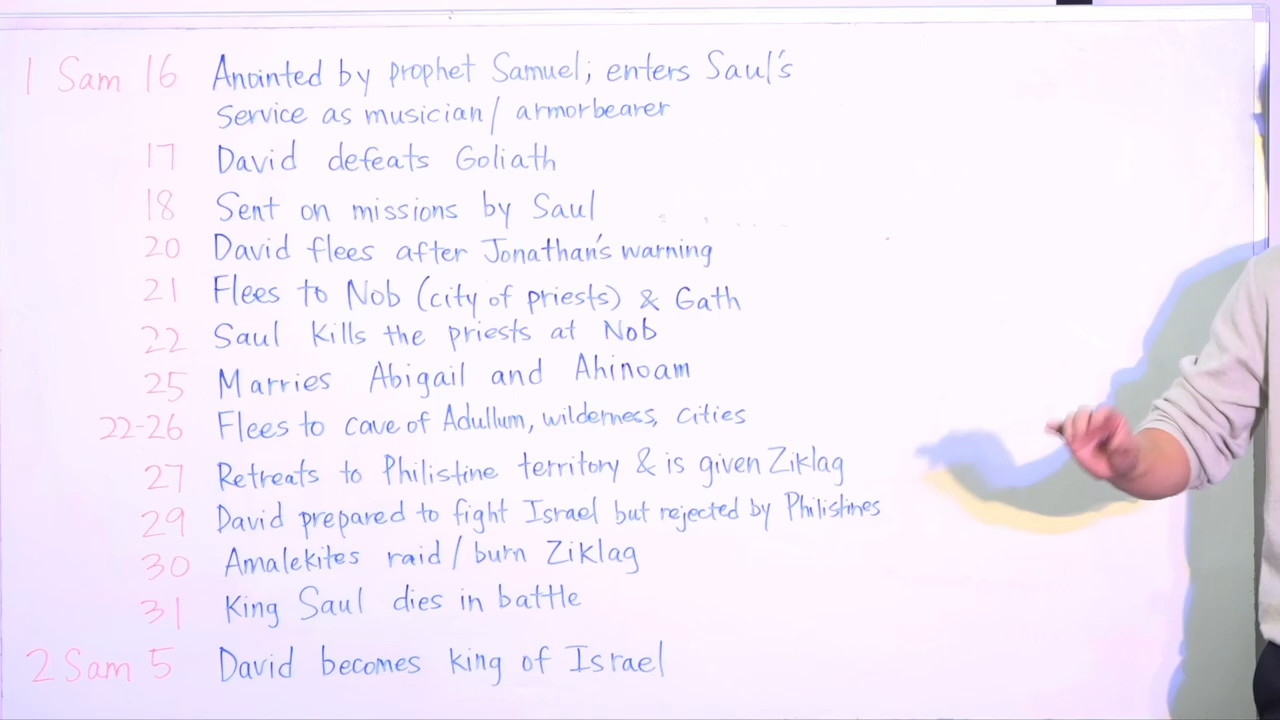 1 Sam 16 Anointed by prophet Samuel; enters Saul's
Service as musician/ armorbearer
17 David defeats Goliath
18 Sent on missions by Saul
20 David flees after Jonathan's warning
21 Flees to Nob (city of priests) & Gath
22 Saul kills the priests at Nob
25 Marries Abigail and Ahinoam
22-26 Flees to cave of Adullum, wilderness, cities
27 Retreats to Philistine territory & is given Ziklag
29 David prepared to fight Israel but rejected by Philistines
30 Amalekites raid/burn Ziklag
31 King Saul dies in battle
2 Sam 5 David becomes king of Israel